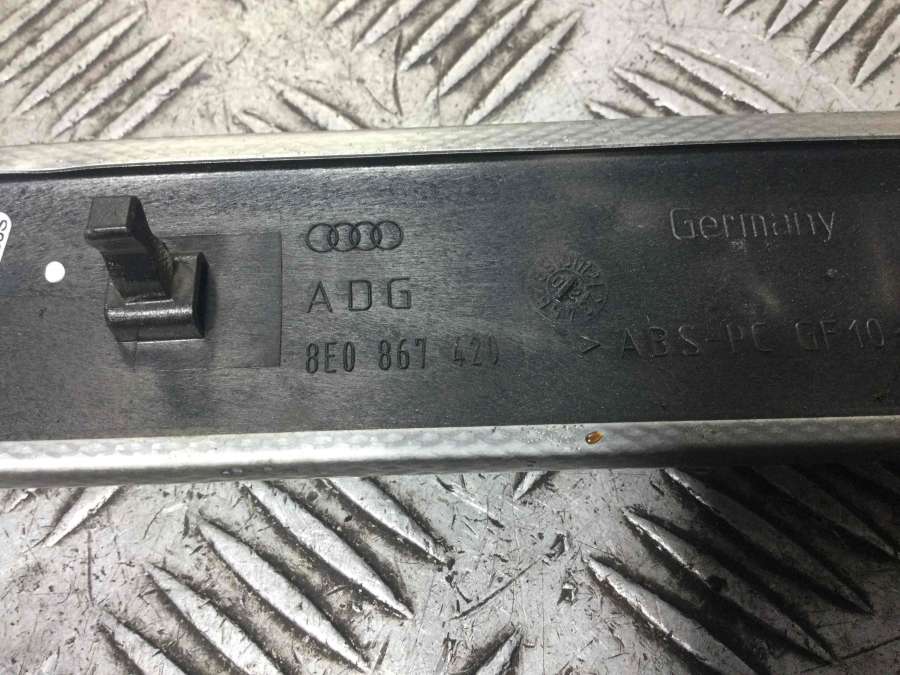 Germany
ADG
8E0 867 420
>ABS-PC GF10